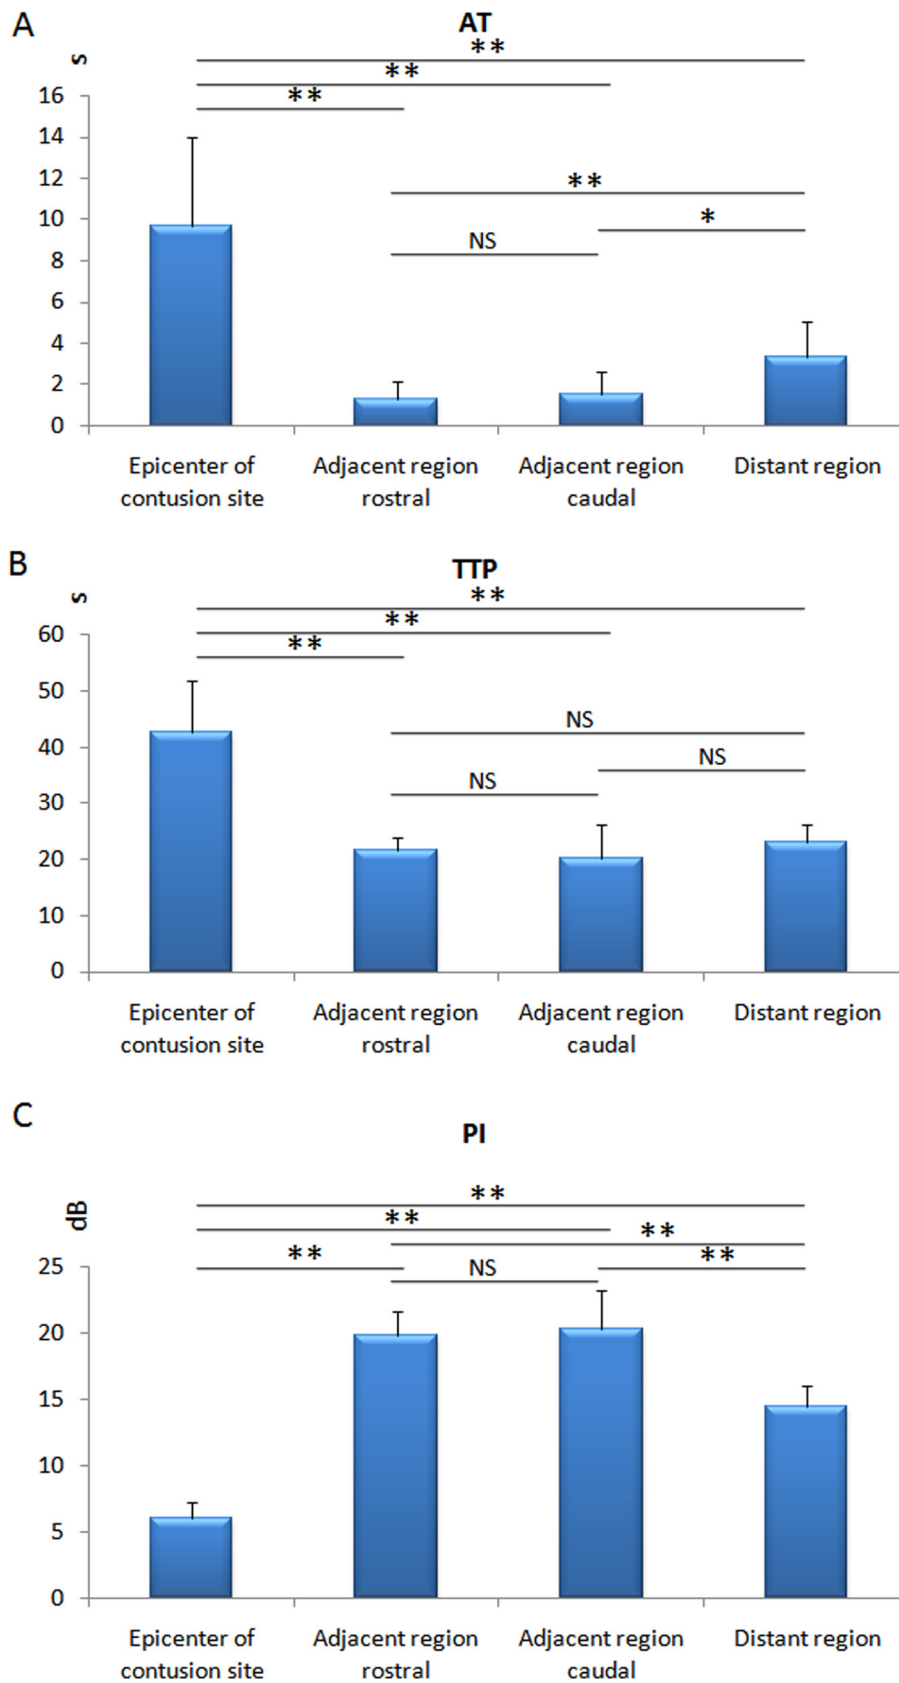 A
AT
s
**
**
**
16
14
12
10
8
6
4
2
0
**
*
NS
Epicenter of
contusion site
Adjacent region
rostral
Adjacent region
caudal
Distant region
B
TTP
s
**
**
**
60
50
40
30
20
10
0
NS
NS
NS
Epicenter of
contusion site
Adjacent region
rostral
Adjacent region
caudal
Distant region
C
PI
dB
**
**
**
**
**
NS
25
20
15
10
5
0
Epicenter of
contusion site
Adjacent region
rostral
Adjacent region
caudal
Distant region